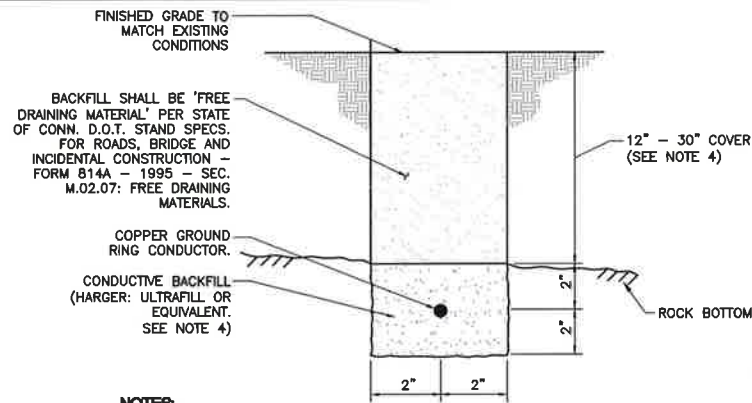 FINISHED GRADE TO
MATCH EXISTING
CONDITIONS
BACKFILL SHALL BE 'FREE
DRAINING MATERIAL' PER STATE
OF CONN. D.O.T. STAND SPECS.
FOR ROADS, BRIDGE AND
INCIDENTAL CONSTRUCTION –
FORM 814A – 1995 – SEC.
M.02.07: FREE DRAINING
MATERIALS.
12" – 30" COVER
(SEE NOTE 4)
COPPER GROUND
RING CONDUCTOR.
CONDUCTIVE BACKFILL
(HARGER: ULTRAFILL OR
EQUIVALENT.
SEE NOTE 4)
2"
2"
ROCK BOTTOM
2"
2"
NOTES: